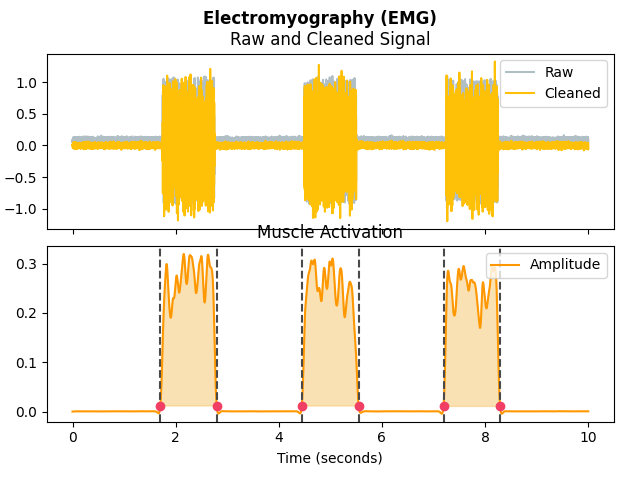 Electromyography (EMG)
Raw and Cleaned Signal
Raw
Cleaned
1.0
0.5
0.0
−0.5
−1.0
Muscle Activation
Amplitude
0.3
0.2
0.1
0.0
0 2 4 6 8 10
Time (seconds)